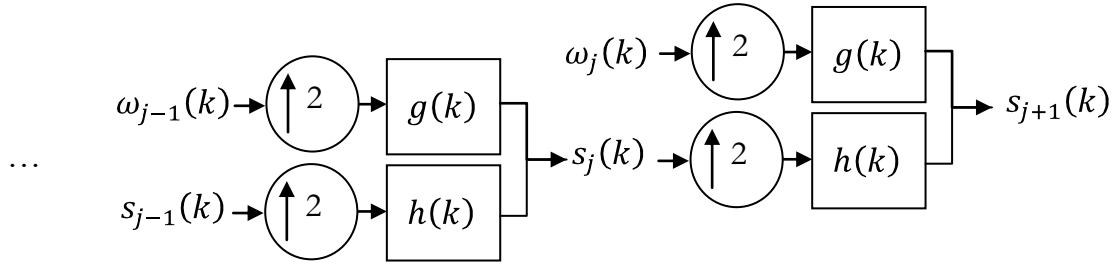 ω_j(k) ↑ 2 g(k)
ω_{j−1}(k) ↑ 2 g(k) s_{j+1}(k)
… s_j(k) ↑ 2 h(k)
s_{j−1}(k) ↑ 2 h(k)